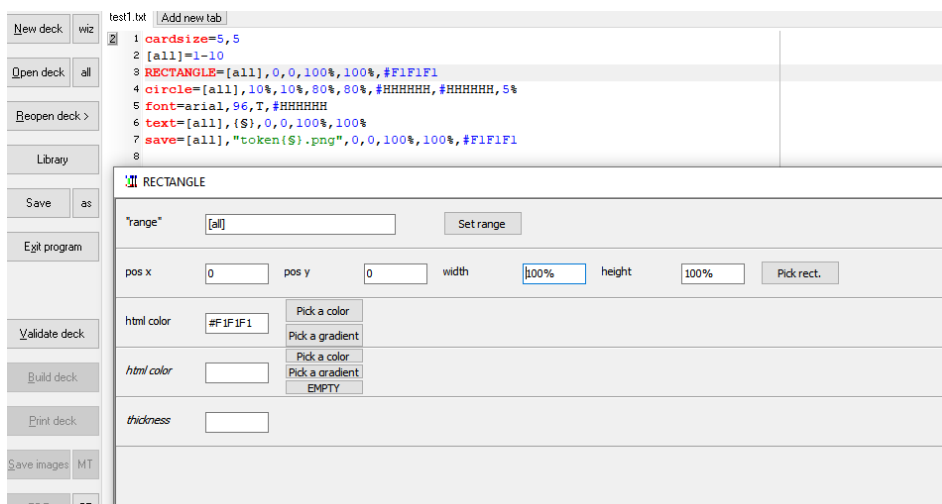 New deck wiz
test1.txt Add new tab
2 1 cardsize=5,5
2 [all]=1-10
3 RECTANGLE=[all],0,0,100%,100%,#F1F1F1
4 circle=[all],10%,10%,80%,80%,#HHHHHH,#HHHHHH,5%
5 font=arial,96,T,#HHHHHH
6 text=[all],{§},0,0,100%,100%
7 save=[all],"token{§}.png",0,0,100%,100%,#F1F1F1
8
Open deck all
Reopen deck >
Library
Save as
Exit program
Validate deck
Build deck
Print deck
Save images MT
RECTANGLE
"range" [all] Set range
pos x 0 pos y 0 width 100% height 100% Pick rect.
html color #F1F1F1 Pick a color
Pick a gradient
html color Pick a color
Pick a gradient
EMPTY
thickness